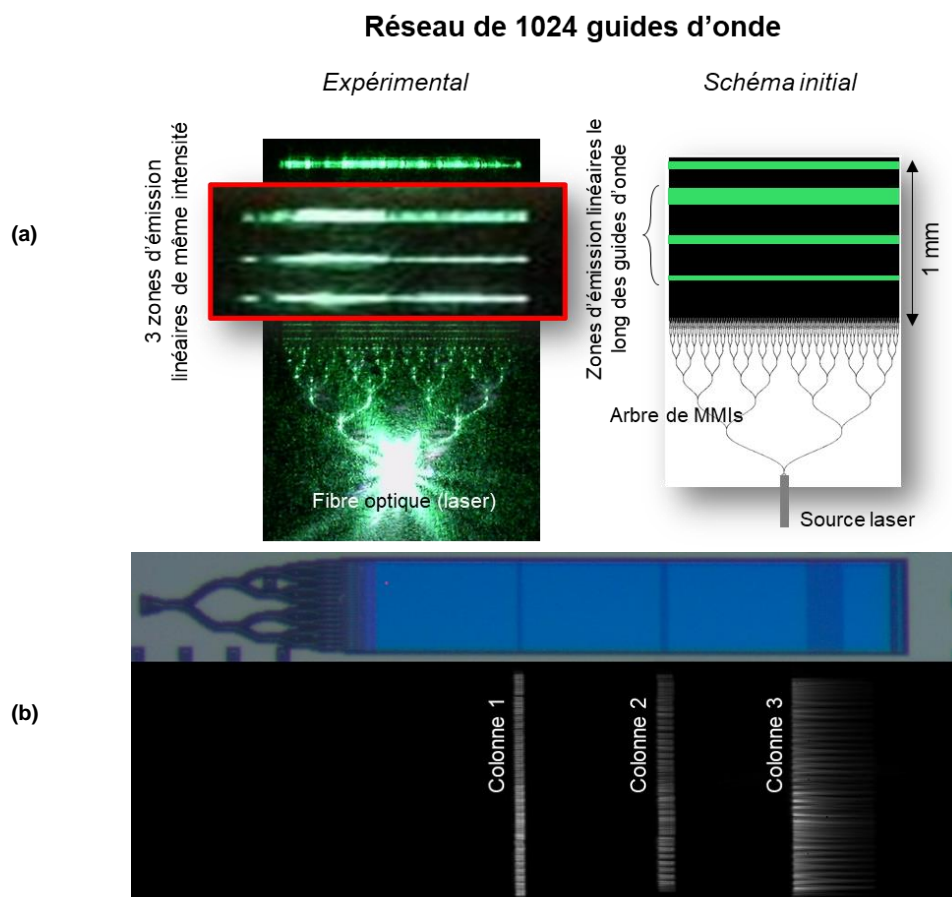 Réseau de 1024 guides d’onde
Expérimental
Schéma initial
(a)
3 zones d’émission
linéaires de même intensité
Zones d’émission linéaires le
long des guides d’onde
1 mm
Arbre de MMIs
Fibre optique (laser)
Source laser
(b)
Colonne 1
Colonne 2
Colonne 3